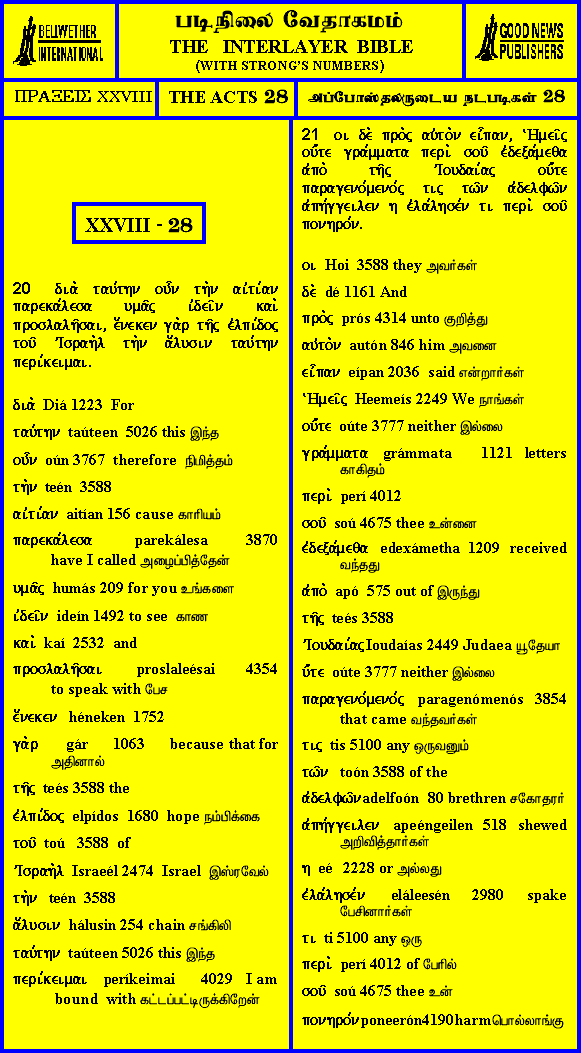 BELLWETHER
INTERNATIONAL
படிநிலை வேதாகமம்
THE INTERLAYER BIBLE
(WITH STRONG'S NUMBERS)
GOOD NEWS
PUBLISHERS
ΠΡΑΞΕΙΣ XXVIII
THE ACTS 28
அப்போஸ்தலருடைய நடபடிகள் 28
XXVIII - 28
20 διὰ ταύτην οὖν τὴν αἰτίαν
παρεκάλεσα υμᾶς ἰδεῖν καὶ
προσλαλῆσαι, ἕνεκεν γὰρ τῆς ἐλπίδος
τοῦ Ἰσραὴλ τὴν ἅλυσιν ταύτην
περίκειμαι.
διὰ Diá 1223 For
ταύτην taúteen 5026 this இந்த
οὖν oún 3767 therefore நிமித்தம்
τὴν teén 3588
αἰτίαν aitían 156 cause காரியம்
παρεκάλεσα parekálesa 3870
have I called அழைப்பித்தேன்
υμᾶς humás 209 for you உங்களை
ἰδεῖν ideín 1492 to see காண
καὶ kaí 2532 and
προσλαλῆσαι proslaleésai 4354
to speak with பேச
ἕνεκεν héneken 1752
γὰρ gár 1063 because that for
அதினால்
τῆς teés 3588 the
ἐλπίδος elpídos 1680 hope நம்பிக்கை
τοῦ toú 3588 of
Ἰσραὴλ Israeél 2474 Israel இஸ்ரவேல்
τὴν teén 3588
ἅλυσιν hálusin 254 chain சங்கிலி
ταύτην taúteen 5026 this இந்த
περίκειμαι períkeimai 4029 I am
bound with கட்டப்பட்டிருக்கிறேன்
21 οι δὲ πρὸς αὐτὸν εἶπαν, Ἡμεῖς
οὔτε γράμματα περὶ σοῦ ἐδεξάμεθα
ἀπὸ τῆς Ἰουδαίας οὔτε
παραγενόμενός τις τῶν ἀδελφῶν
ἀπήγγειλεν η ἐλάλησέν τι περὶ σοῦ
πονηρόν.
οι Hoi 3588 they அவர்கள்
δὲ dé 1161 And
πρὸς prós 4314 unto குறித்து
αὐτὸν autón 846 him அவனை
εἶπαν eípan 2036 said என்றார்கள்
Ἡμεῖς Heemeís 2249 We நாங்கள்
οὔτε oúte 3777 neither இல்லை
γράμματα grámmata 1121 letters
காகிதம்
περὶ perí 4012
σοῦ soú 4675 thee உன்னை
ἐδεξάμεθα edexámetha 1209 received
வந்தது
ἀπὸ apó 575 out of இருந்து
τῆς teés 3588
Ἰουδαίας Ioudaías 2449 Judaea யூதேயா
ὔτε oúte 3777 neither இல்லை
παραγενόμενός paragenómenós 3854
that came வந்தவர்கள்
τις tis 5100 any ஒருவனும்
τῶν toón 3588 of the
ἀδελφῶν adelfoón 80 brethren சகோதரர்
ἀπήγγειλεν apeéngeilen 518 shewed
அறிவித்தார்கள்
η eé 2228 or அல்லது
ἐλάλησέν eláleesén 2980 spake
பேசினார்கள்
τι ti 5100 any ஒரு
περὶ perí 4012 of பேரில்
σοῦ soú 4675 thee உன்
πονηρόν poneerón 4190 harm பொல்லாங்கு